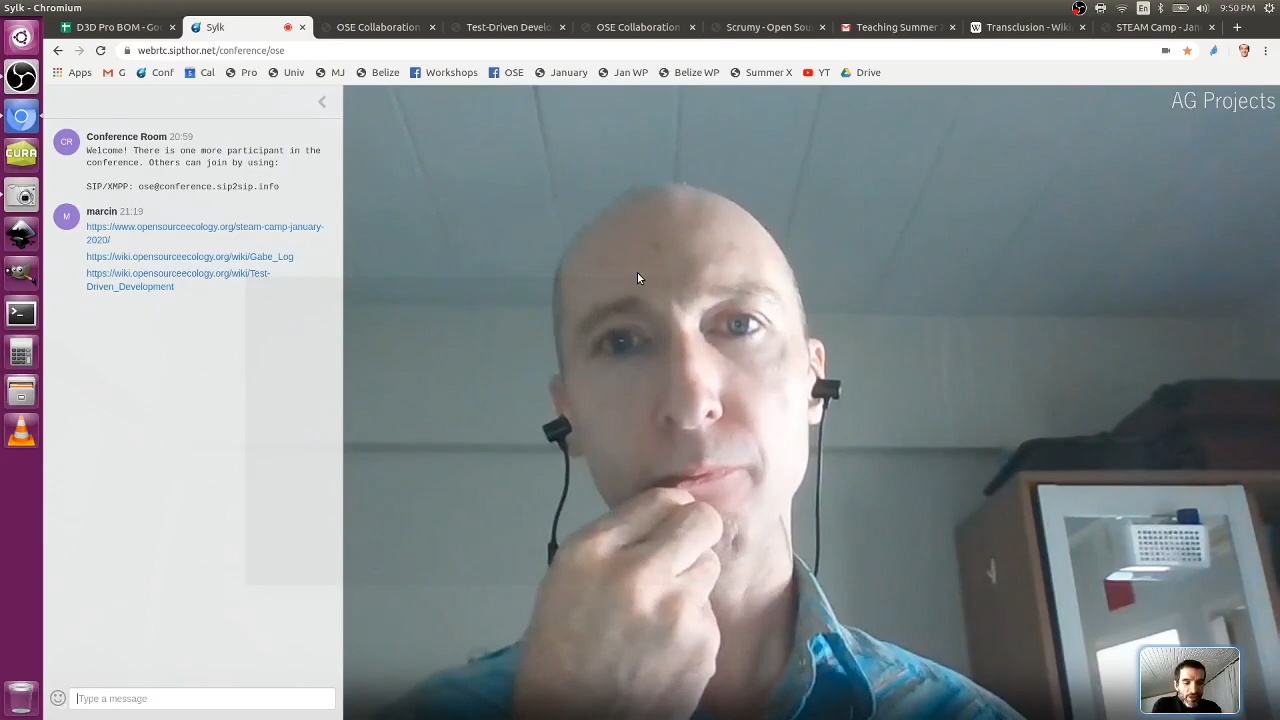 Sylk - Chromium
En
9:50 PM
D3D Pro BOM - Goo
Sylk
OSE Collaboration
Test-Driven Develo
OSE Collaboration
Scrumy - Open Sou
Teaching Summer X
Transclusion - Wiki
STEAM Camp - Jan
webrtc.sipthor.net/conference/ose
Apps
G
Conf
Cal
Pro
Univ
MJ
Belize
Workshops
OSE
January
Jan WP
Belize WP
Summer X
YT
Drive
AG Projects
CR
Conference Room 20:59
Welcome! There is one more participant in the
conference. Others can join by using:
SIP/XMPP: ose@conference.sip2sip.info
M
marcin 21:19
https://www.opensourceecology.org/steam-camp-january-
2020/
https://wiki.opensourceecology.org/wiki/Gabe_Log
https://wiki.opensourceecology.org/wiki/Test-
Driven_Development
CURA
Type a message